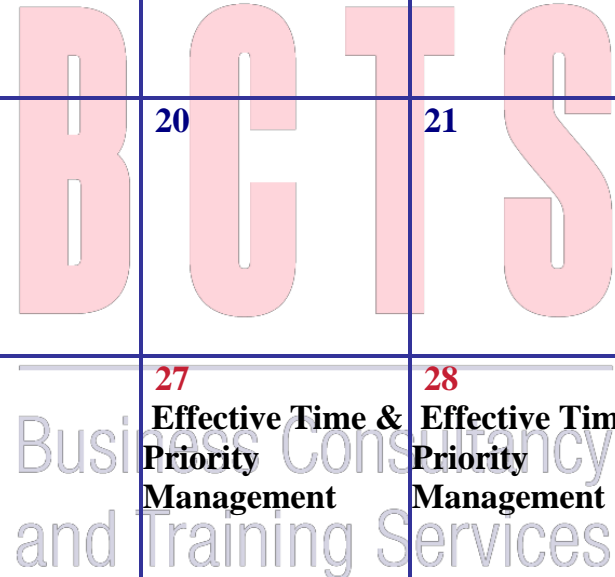 BCTS
20 21
27 28
Effective Time & Effective Tim
Priority Priority
Management Management
Business Consultancy
and Training Services